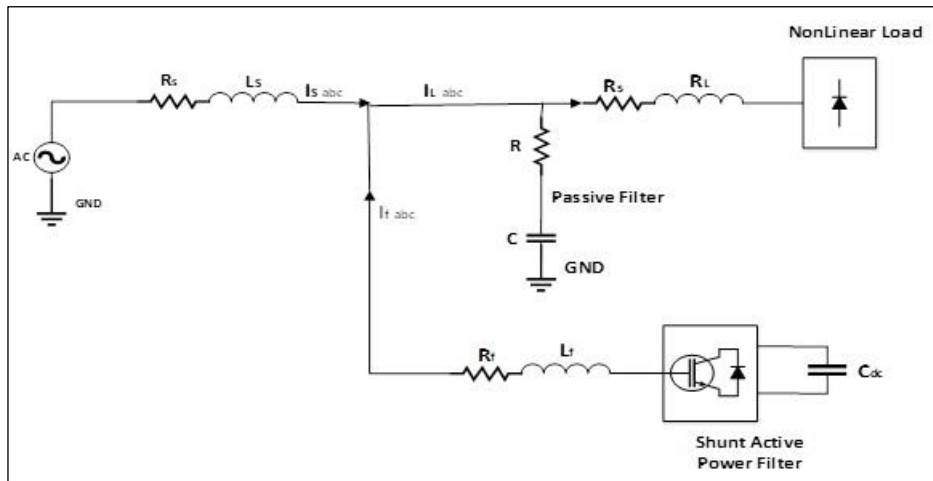 NonLinear Load
Rs
Ls
Is abc
IL abc
Rs
RL
AC
GND
R
Passive Filter
C
GND
If abc
Rf
Lf
Cdc
Shunt Active
Power Filter